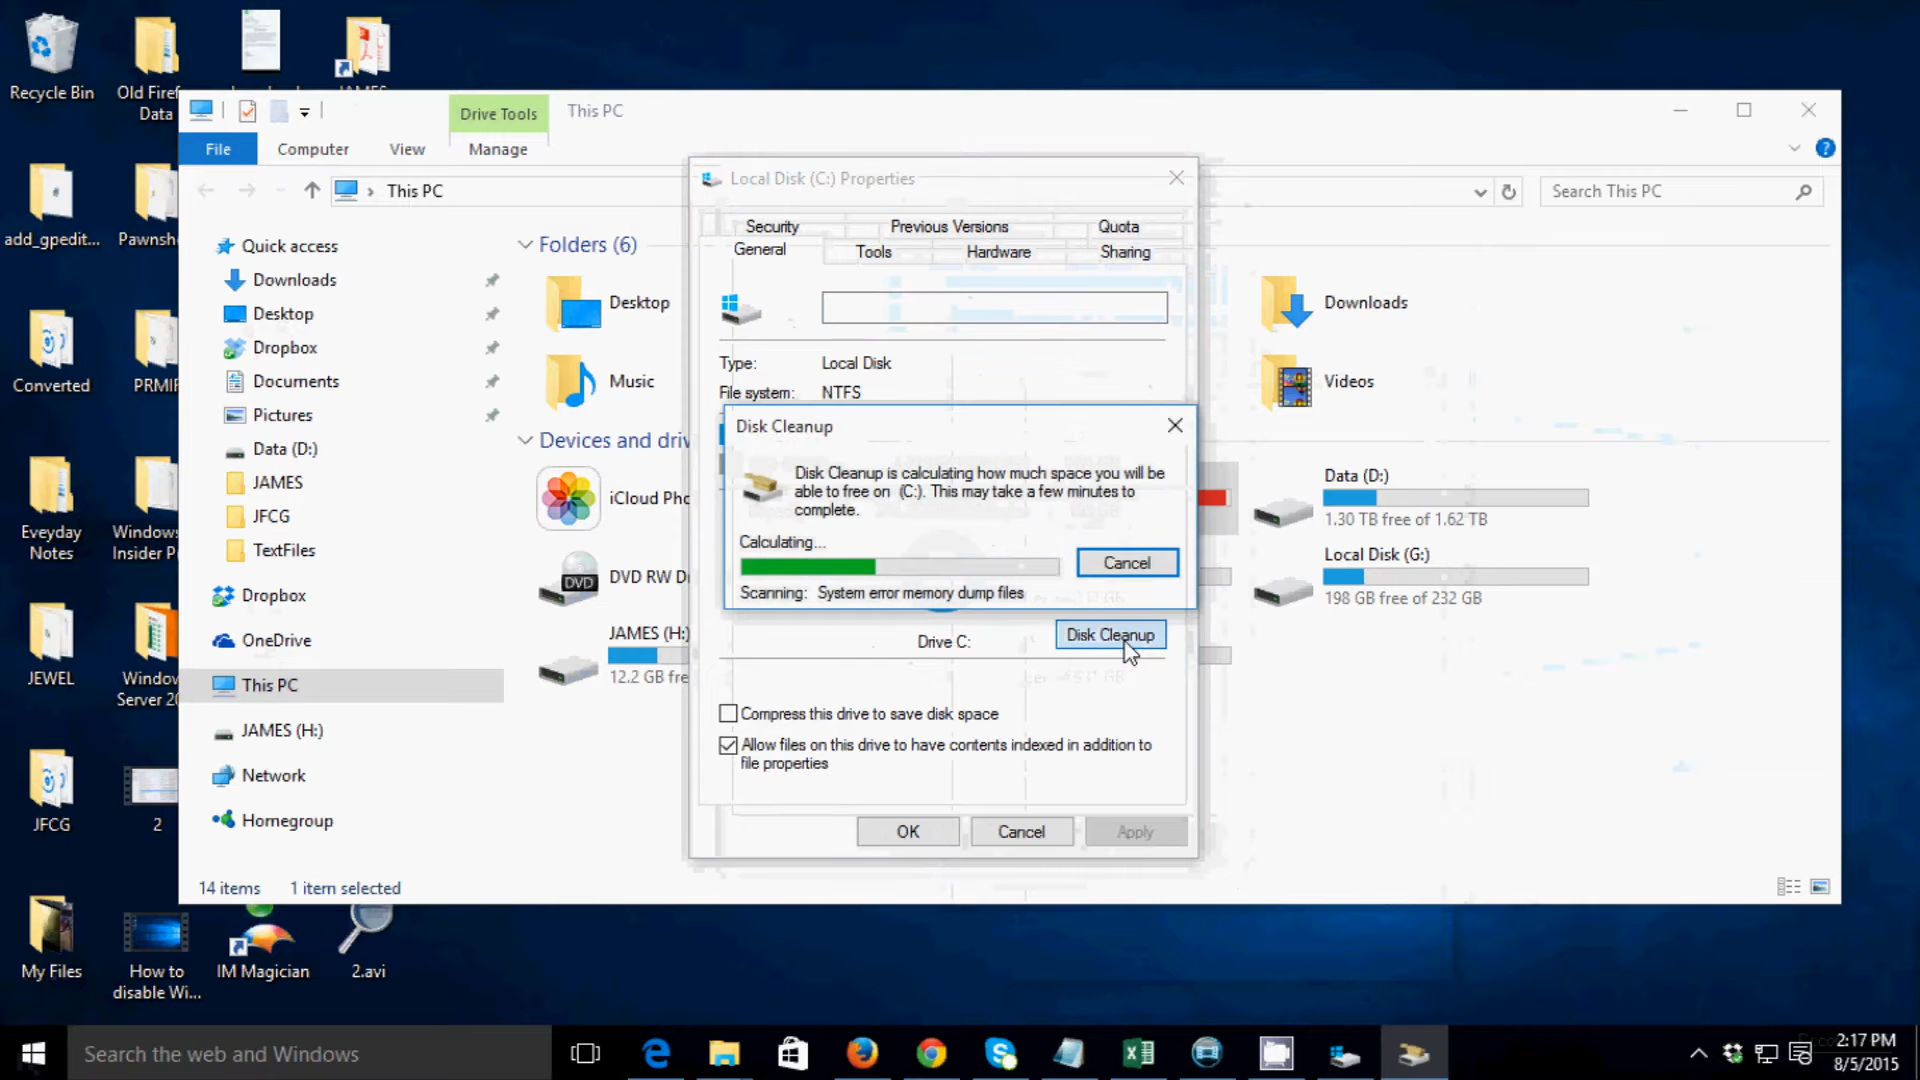 Recycle Bin
Old Firef
Data
Drive Tools
This PC
File
Computer
View
Manage
This PC
Search This PC
add_gpedit...
Pawnsh
Converted
PRMIF
Eveyday
Notes
Windows
Insider P
JEWEL
Window
Server 20
JFCG
2
My Files
How to
disable Wi...
IM Magician
2.avi
Quick access
Downloads
Desktop
Dropbox
Documents
Pictures
Data (D:)
JAMES
JFCG
TextFiles
Dropbox
OneDrive
This PC
JAMES (H:)
Network
Homegroup
14 items
1 item selected
Folders (6)
Desktop
Music
Devices and driv
iCloud Pho
DVD
DVD RW D
JAMES (H:)
12.2 GB fre
Downloads
Videos
Data (D:)
1.30 TB free of 1.62 TB
Local Disk (G:)
198 GB free of 232 GB
Local Disk (C:) Properties
Security
Previous Versions
Quota
General
Tools
Hardware
Sharing
Type:
Local Disk
File system:
NTFS
Disk Cleanup
Disk Cleanup is calculating how much space you will be
able to free on (C:). This may take a few minutes to
complete.
Calculating...
Cancel
Scanning: System error memory dump files
Drive C:
Disk Cleanup
Compress this drive to save disk space
Allow files on this drive to have contents indexed in addition to
file properties
OK
Cancel
Apply
Search the web and Windows
2:17 PM
8/5/2015